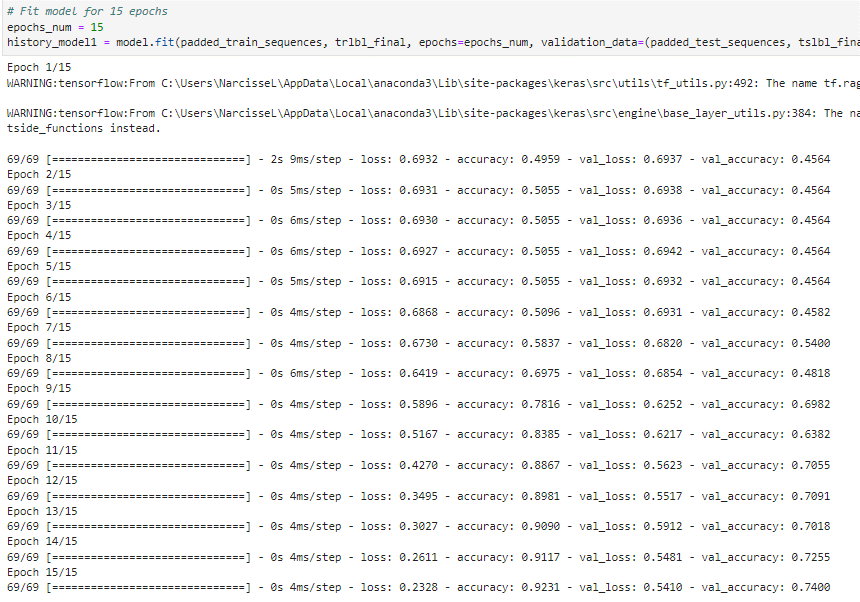 # Fit model for 15 epochs
epochs_num = 15
history_model1 = model.fit(padded_train_sequences, trlbl_final, epochs=epochs_num, validation_data=(padded_test_sequences, tslbl_fina
Epoch 1/15
WARNING:tensorflow:From C:\Users\NarcisseL\AppData\Local\anaconda3\Lib\site-packages\keras\src\utils\tf_utils.py:492: The name tf.rag
WARNING:tensorflow:From C:\Users\NarcisseL\AppData\Local\anaconda3\Lib\site-packages\keras\src\engine\base_layer_utils.py:384: The na
tside_functions instead.
69/69 [==============================] - 2s 9ms/step - loss: 0.6932 - accuracy: 0.4959 - val_loss: 0.6937 - val_accuracy: 0.4564
Epoch 2/15
69/69 [==============================] - 0s 5ms/step - loss: 0.6931 - accuracy: 0.5055 - val_loss: 0.6938 - val_accuracy: 0.4564
Epoch 3/15
69/69 [==============================] - 0s 6ms/step - loss: 0.6930 - accuracy: 0.5055 - val_loss: 0.6936 - val_accuracy: 0.4564
Epoch 4/15
69/69 [==============================] - 0s 6ms/step - loss: 0.6927 - accuracy: 0.5055 - val_loss: 0.6942 - val_accuracy: 0.4564
Epoch 5/15
69/69 [==============================] - 0s 5ms/step - loss: 0.6915 - accuracy: 0.5055 - val_loss: 0.6932 - val_accuracy: 0.4564
Epoch 6/15
69/69 [==============================] - 0s 4ms/step - loss: 0.6868 - accuracy: 0.5096 - val_loss: 0.6931 - val_accuracy: 0.4582
Epoch 7/15
69/69 [==============================] - 0s 4ms/step - loss: 0.6730 - accuracy: 0.5837 - val_loss: 0.6820 - val_accuracy: 0.5400
Epoch 8/15
69/69 [==============================] - 0s 6ms/step - loss: 0.6419 - accuracy: 0.6975 - val_loss: 0.6854 - val_accuracy: 0.4818
Epoch 9/15
69/69 [==============================] - 0s 4ms/step - loss: 0.5896 - accuracy: 0.7816 - val_loss: 0.6252 - val_accuracy: 0.6982
Epoch 10/15
69/69 [==============================] - 0s 4ms/step - loss: 0.5167 - accuracy: 0.8385 - val_loss: 0.6217 - val_accuracy: 0.6382
Epoch 11/15
69/69 [==============================] - 0s 4ms/step - loss: 0.4270 - accuracy: 0.8867 - val_loss: 0.5623 - val_accuracy: 0.7055
Epoch 12/15
69/69 [==============================] - 0s 4ms/step - loss: 0.3495 - accuracy: 0.8981 - val_loss: 0.5517 - val_accuracy: 0.7091
Epoch 13/15
69/69 [==============================] - 0s 4ms/step - loss: 0.3027 - accuracy: 0.9090 - val_loss: 0.5912 - val_accuracy: 0.7018
Epoch 14/15
69/69 [==============================] - 0s 4ms/step - loss: 0.2611 - accuracy: 0.9117 - val_loss: 0.5481 - val_accuracy: 0.7255
Epoch 15/15
69/69 [==============================] - 0s 4ms/step - loss: 0.2328 - accuracy: 0.9231 - val_loss: 0.5410 - val_accuracy: 0.7400